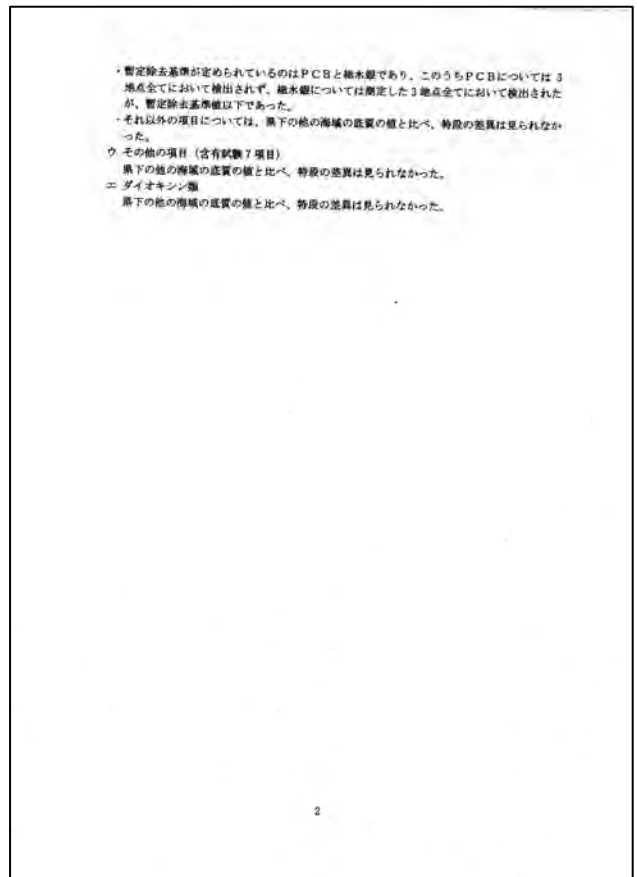 ・暫定除去基準が定められているのはPCBと総水銀であり、このうちPCBについては3
地点全てにおいて検出されず、総水銀については測定した3地点全てにおいて検出された
が、暫定除去基準値以下であった。
・それ以外の項目については、県下の他の海域の底質の値と比べ、特段の差異は見られなか
った。
ウ その他の項目（含有試験7項目）
県下の他の海域の底質の値と比べ、特段の差異は見られなかった。
エ ダイオキシン類
県下の他の海域の底質の値と比べ、特段の差異は見られなかった。
2